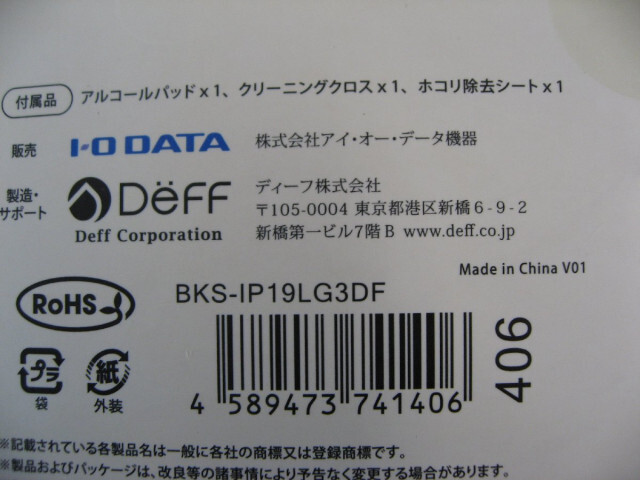 付属品 アルコールパッド x 1、クリーニングクロス x 1、ホコリ除去シート x 1
販売 I-O DATA 株式会社アイ・オー・データ機器
製造・サポート DëFF Deff Corporation ディーフ株式会社
〒105-0004 東京都港区新橋 6 - 9 - 2
新橋第一ビル7階 B www.deff.co.jp
Made in China V01
RoHS BKS-IP19LG3DF
プラ 袋 紙 外装
4 589473 741406
406
※記載されている各製品名は一般に各社の商標又は登録商標です。
※製品およびパッケージは、改良等の諸事情により予告なく変更する場合があります。